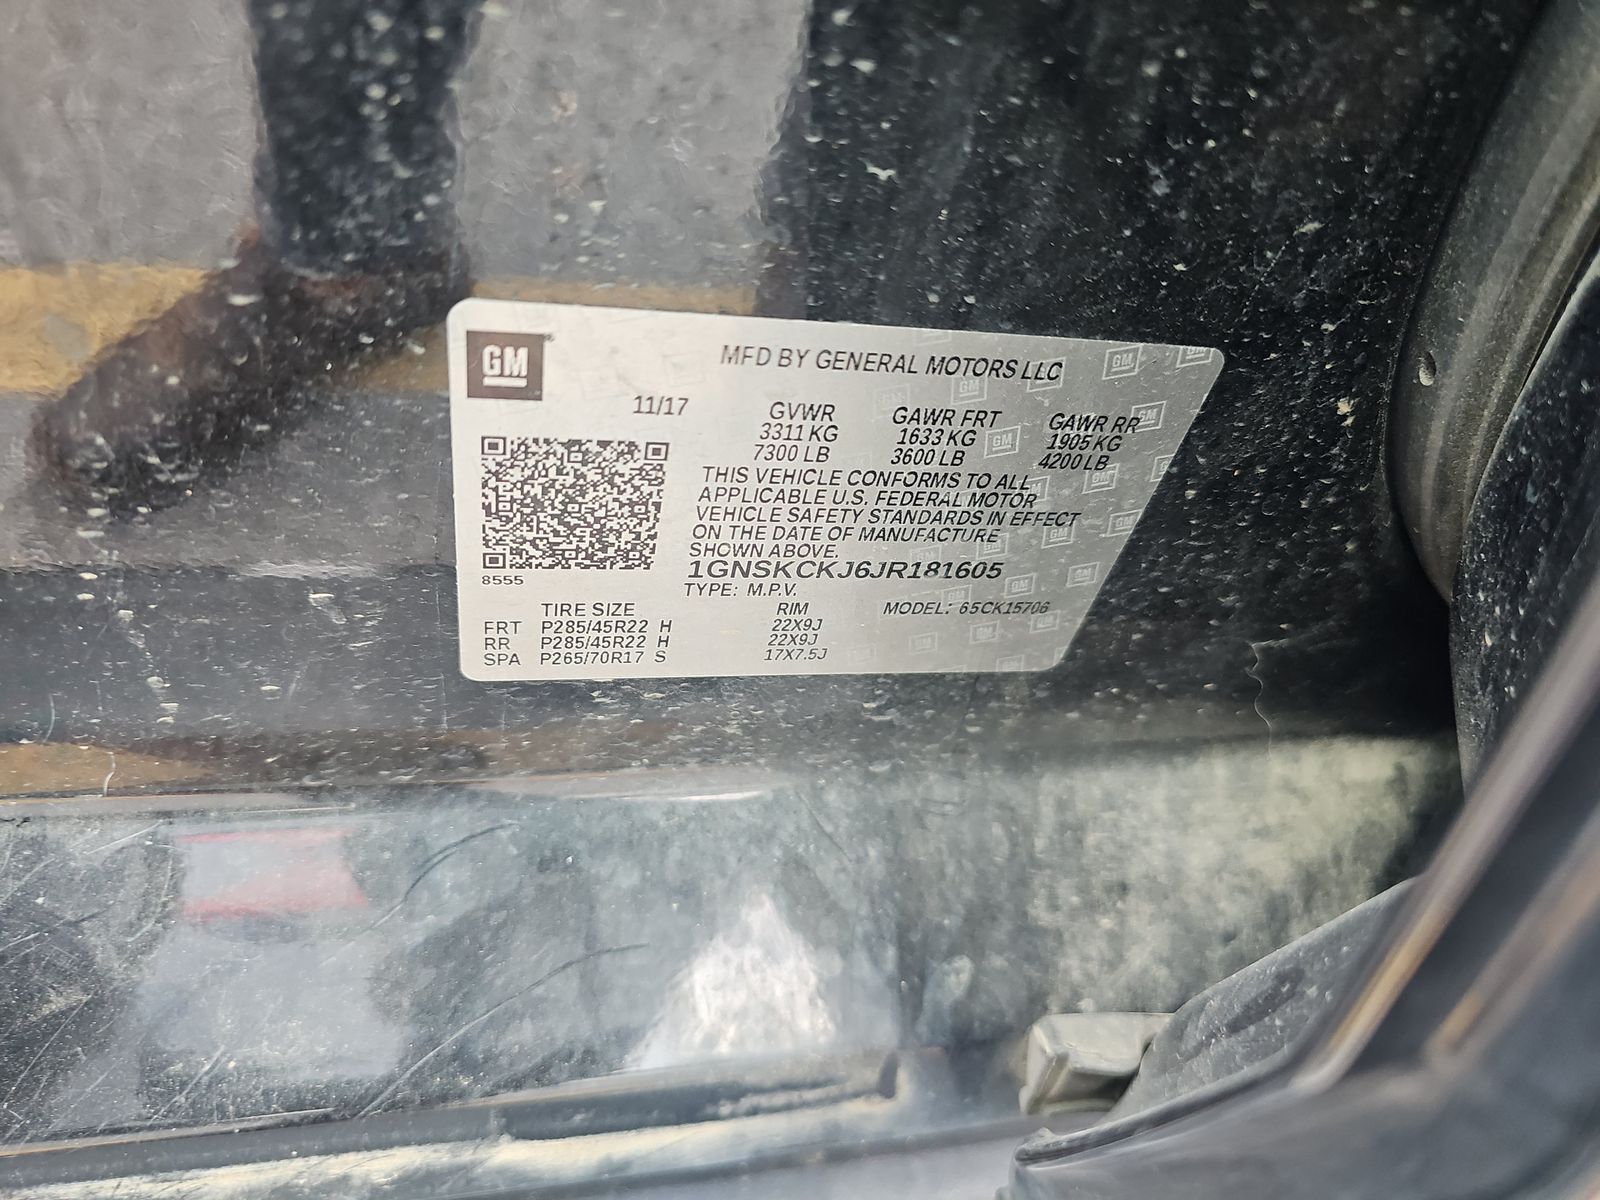 GM
MFD BY GENERAL MOTORS LLC
11/17
GVWR GAWR FRT GAWR RR
3311 KG 1633 KG 1905 KG
7300 LB 3600 LB 4200 LB
THIS VEHICLE CONFORMS TO ALL
APPLICABLE U.S. FEDERAL MOTOR
VEHICLE SAFETY STANDARDS IN EFFECT
ON THE DATE OF MANUFACTURE
SHOWN ABOVE.
8555
1GNSKCKJ6JR181605
TYPE: M.P.V.
TIRE SIZE RIM MODEL: 65CK15706
FRT P285/45R22 H 22X9J
RR P285/45R22 H 22X9J
SPA P265/70R17 S 17X7.5J